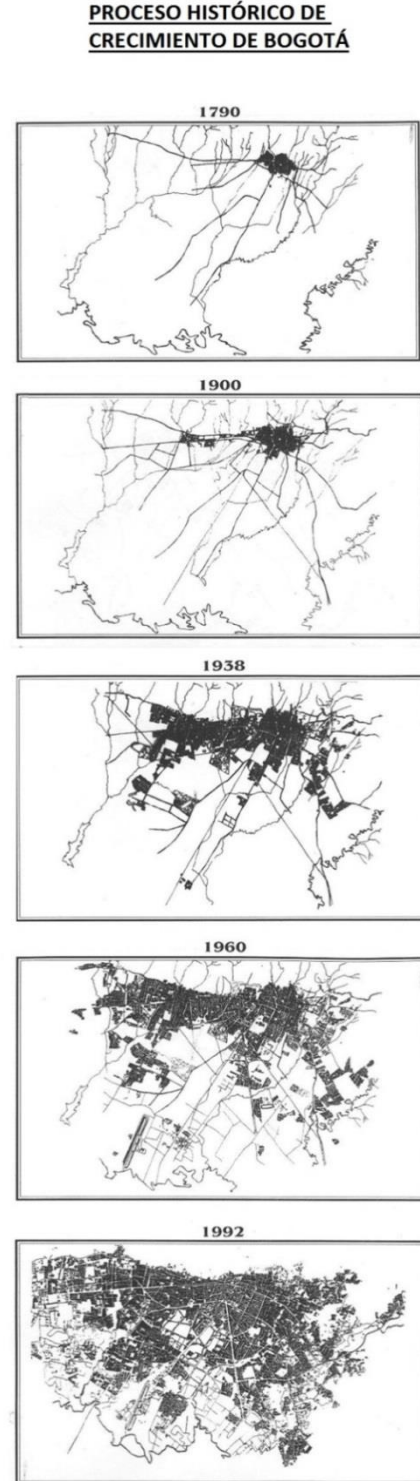 PROCESO HISTÓRICO DE
CRECIMIENTO DE BOGOTÁ
1790
1900
1938
1960
1992